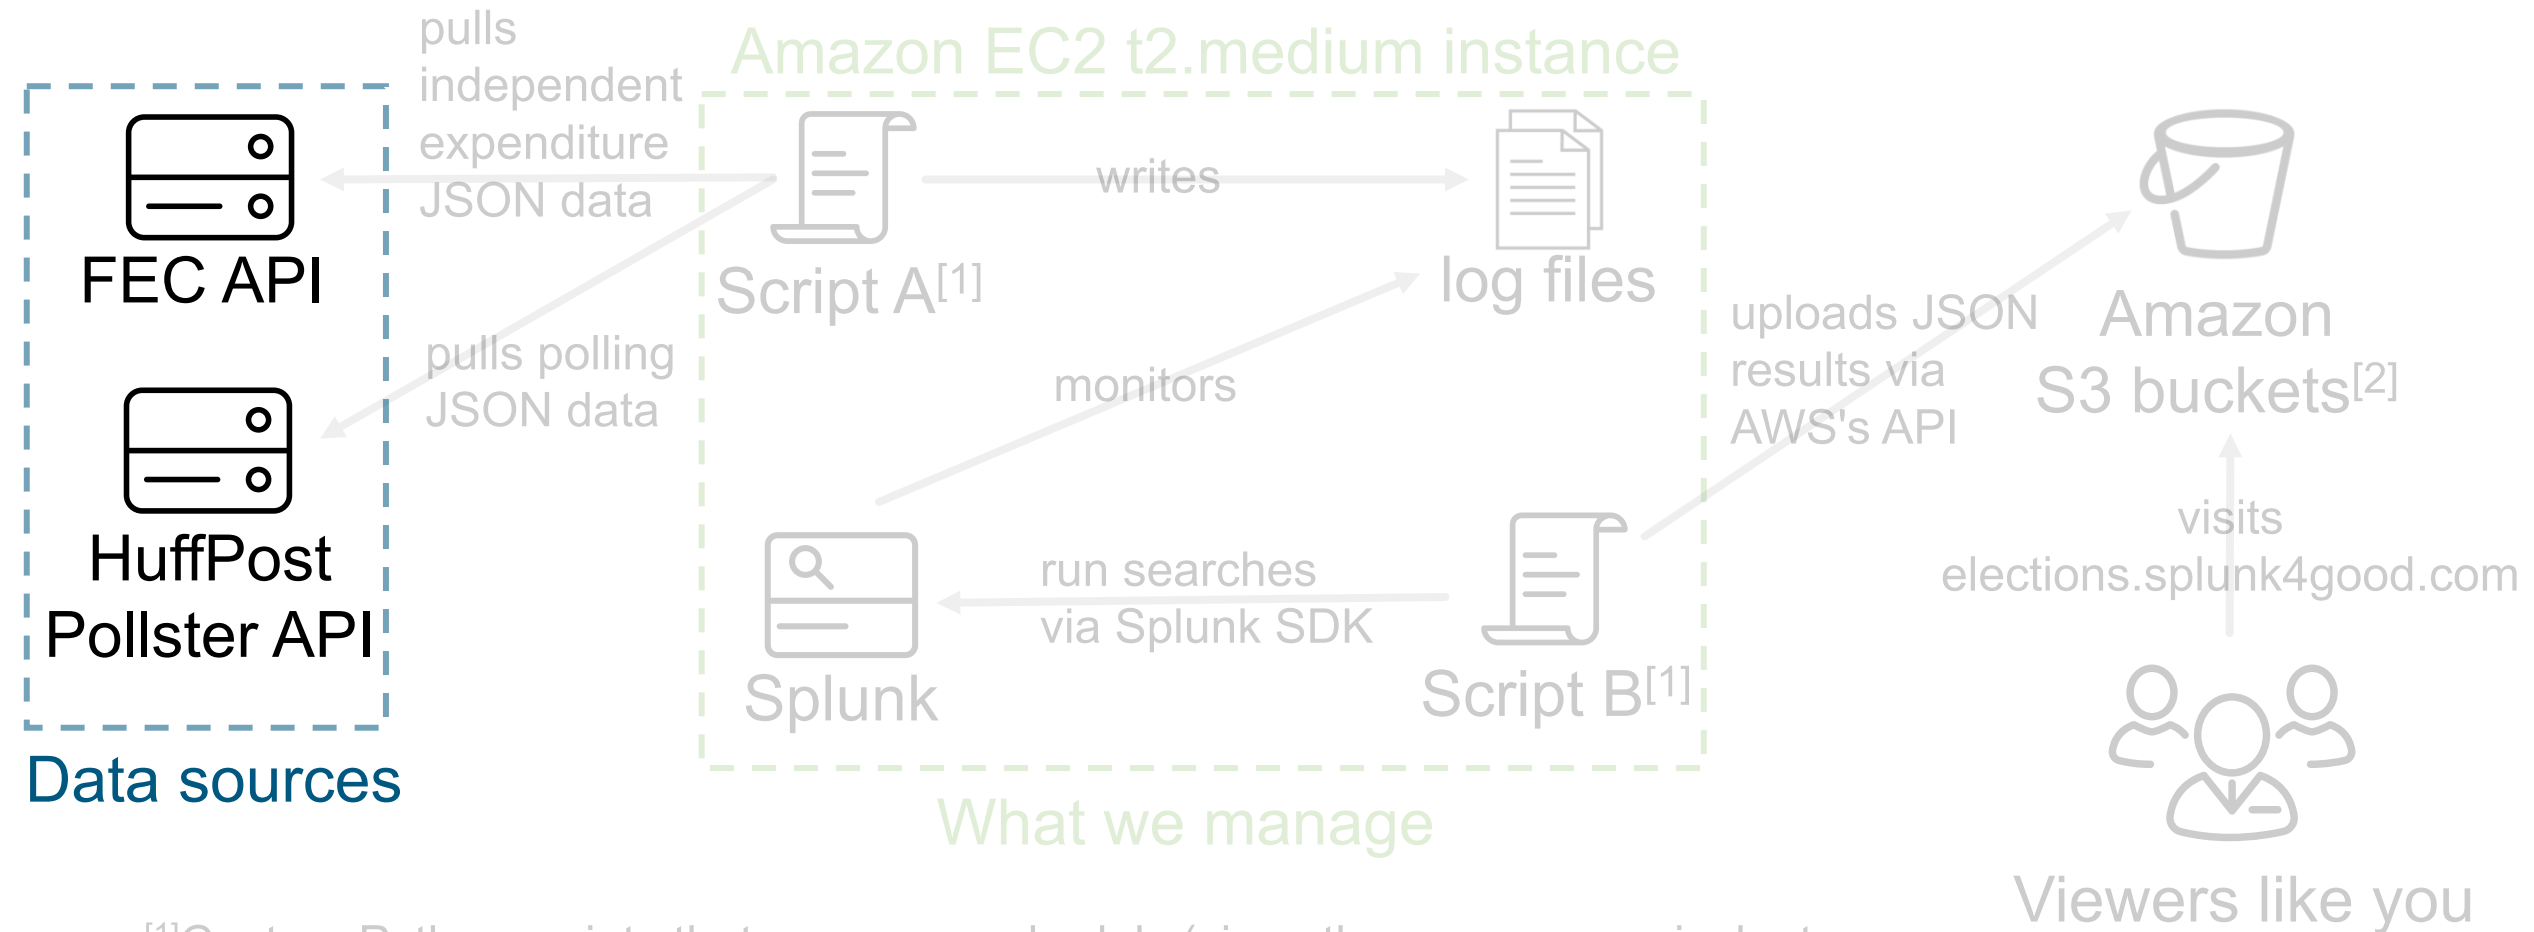 pulls
independent
expenditure
JSON data
Amazon EC2 t2.medium instance
FEC API
Script A[1]
writes
log files
pulls polling
JSON data
monitors
uploads JSON
results via
AWS's API
Amazon
S3 buckets[2]
HuffPost
Pollster API
Splunk
run searches
via Splunk SDK
Script B[1]
visits
elections.splunk4good.com
Data sources
What we manage
Viewers like you